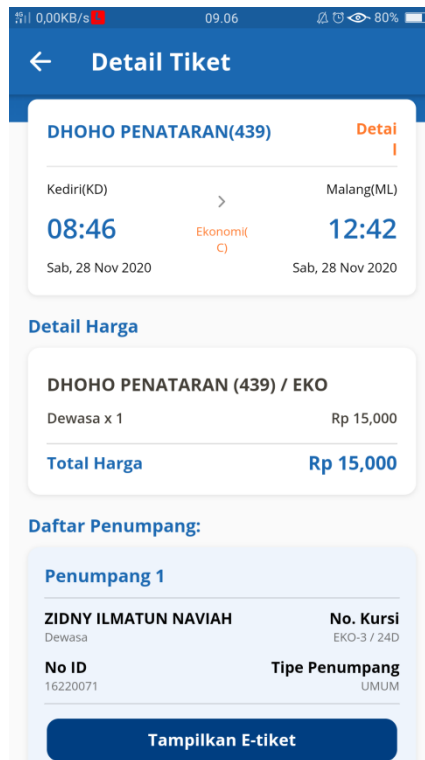 0,00KB/s 09.06 80%
Detail Tiket
DHOHO PENATARAN(439) Detai
l
Kediri(KD) Malang(ML)
08:46 Ekonomi( 12:42
C)
Sab, 28 Nov 2020 Sab, 28 Nov 2020
Detail Harga
DHOHO PENATARAN (439) / EKO
Dewasa x 1 Rp 15,000
Total Harga Rp 15,000
Daftar Penumpang:
Penumpang 1
ZIDNY ILMATUN NAVIAH No. Kursi
Dewasa EKO-3 / 24D
No ID Tipe Penumpang
16220071 UMUM
Tampilkan E-tiket